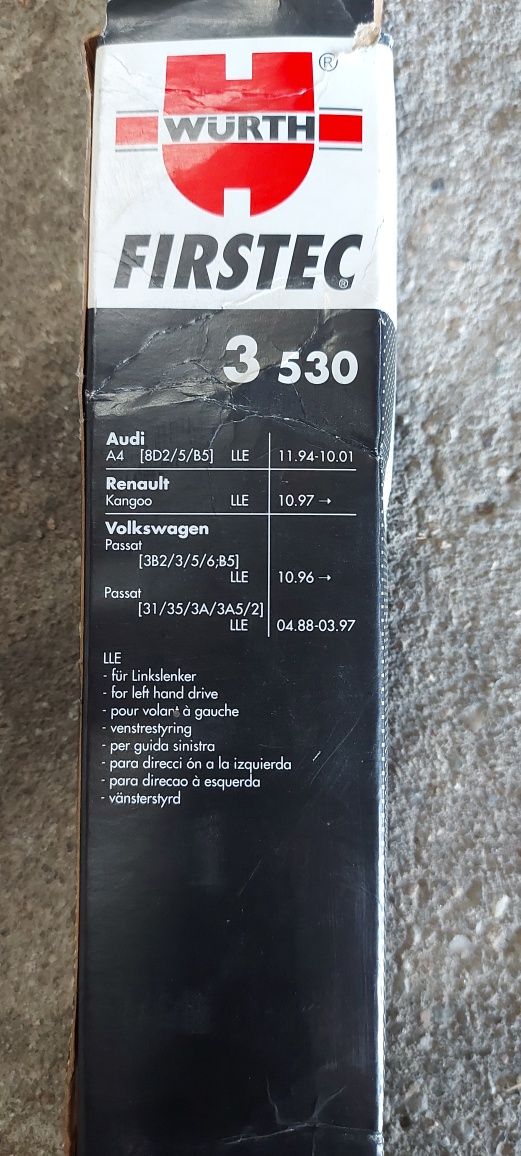 ®
WÜRTH
FIRSTEC®
3 530
Audi
A4 [8D2/5/B5] LLE 11.94-10.01
Renault
Kangoo LLE 10.97 →
Volkswagen
Passat
[3B2/3/5/6;B5]
LLE 10.96 →
Passat
[31/35/3A/3A5/2]
LLE 04.88-03.97
LLE
- für Linkslenker
- for left hand drive
- pour volant à gauche
- venstrestyring
- per guida sinistra
- para direcci ón a la izquierda
- para direcao à esquerda
- vänsterstyrd